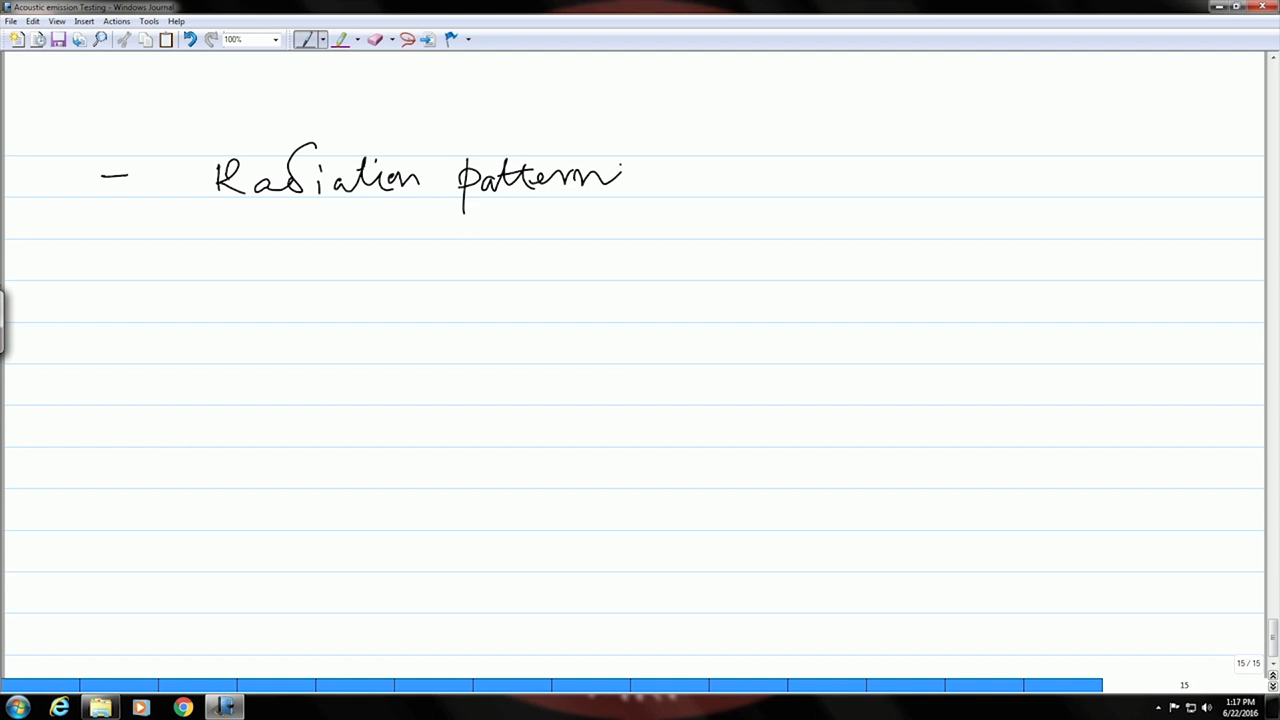 Acoustic emission Testing - Windows Journal
File Edit View Insert Actions Tools Help
100%
- Radiation pattern
15 / 15
15
1:17 PM
6/22/2016